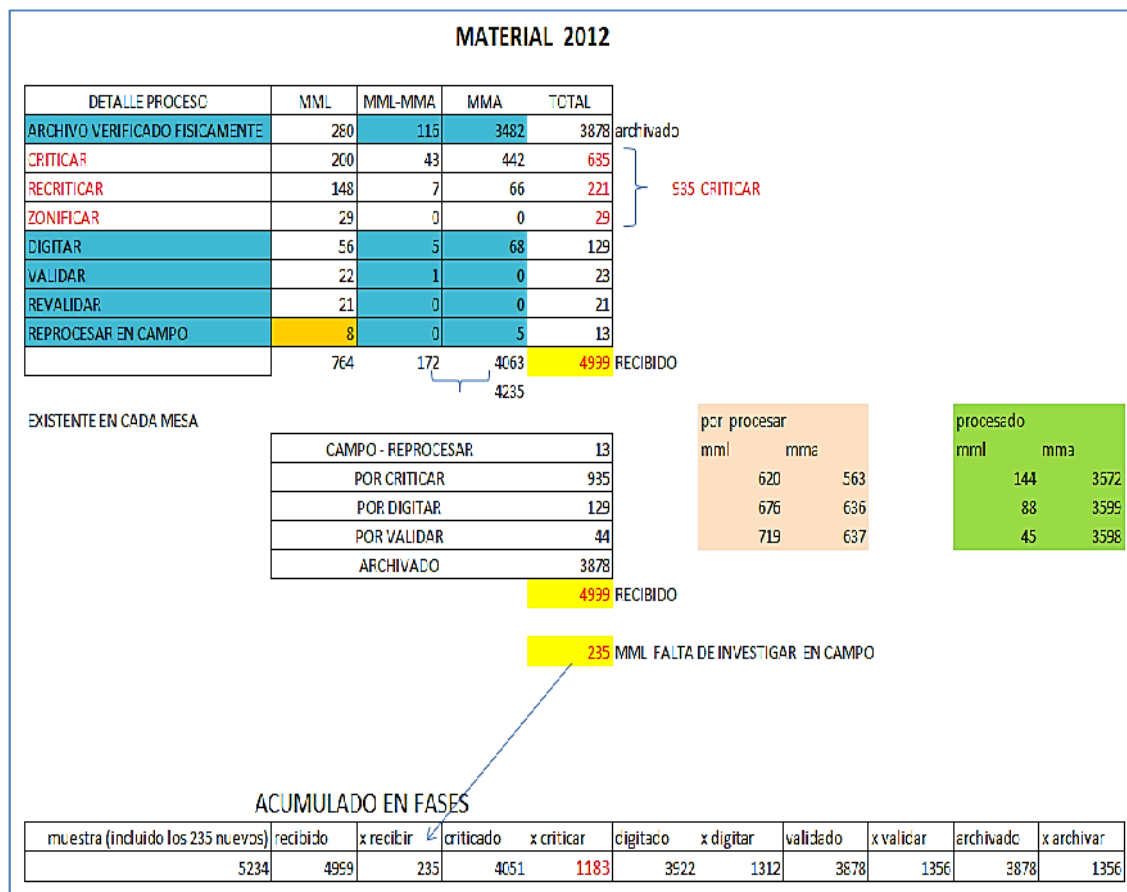 MATERIAL 2012
DETALLE PROCESO MML MML-MMA MMA TOTAL
ARCHIVO VERIFICADO FISICAMENTE 280 116 3482 3878 archivado
CRITICAR 200 43 442 685
RECRITICAR 148 7 66 221 935 CRITICAR
ZONIFICAR 29 0 0 29
DIGITAR 56 5 68 129
VALIDAR 22 1 0 23
REVALIDAR 21 0 0 21
REPROCESAR EN CAMPO 8 0 5 13
764 172 4063 4999 RECIBIDO
4235
EXISTENTE EN CADA MESA
CAMPO - REPROCESAR 13
POR CRITICAR 935
POR DIGITAR 129
POR VALIDAR 44
ARCHIVADO 3878
4999 RECIBIDO
por procesar
mml mma
620 563
676 636
719 637
procesado
mml mma
144 3672
88 3599
45 3598
235 MML FALTA DE INVESTIGAR EN CAMPO
ACUMULADO EN FASES
muestra (incluido los 235 nuevos) recibido x recibir criticado x criticar digitado x digitar validado x validar archivado x archivar
5234 4999 235 4051 1183 3922 1312 3878 1356 3878 1356